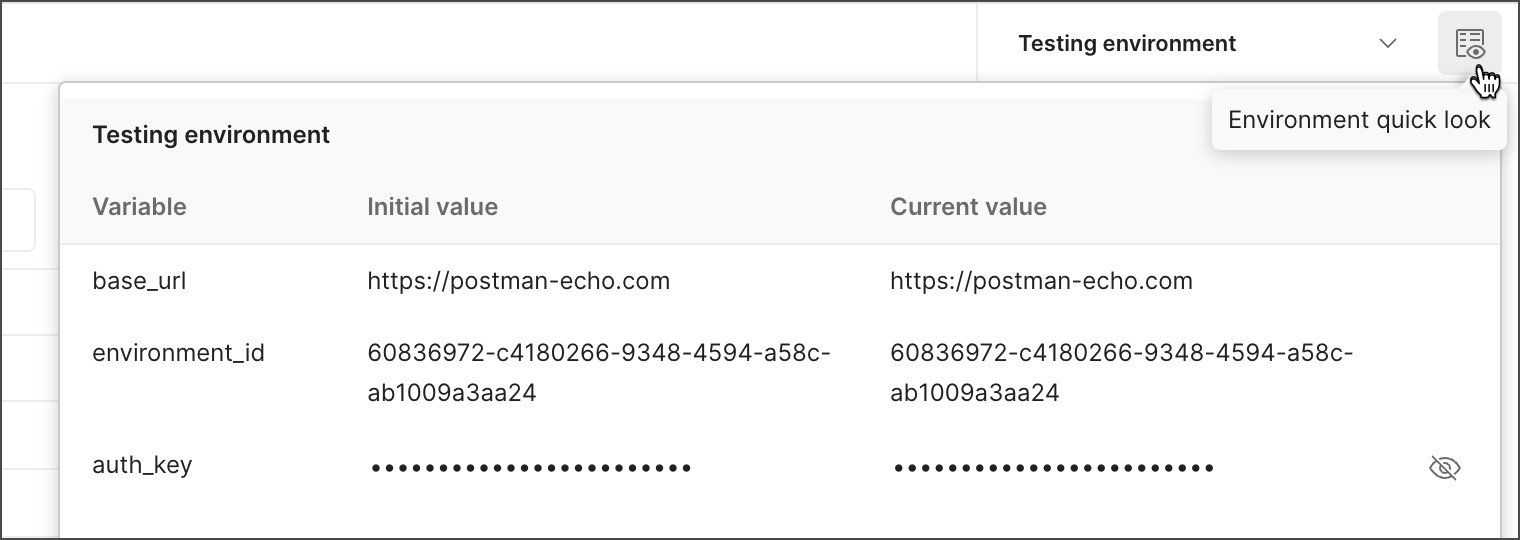 Testing environment
Environment quick look
Testing environment
Variable Initial value Current value
base_url https://postman-echo.com https://postman-echo.com
environment_id 60836972-c4180266-9348-4594-a58c- 60836972-c4180266-9348-4594-a58c-
ab1009a3aa24 ab1009a3aa24
auth_key •••••••••••••••••••••••• ••••••••••••••••••••••••